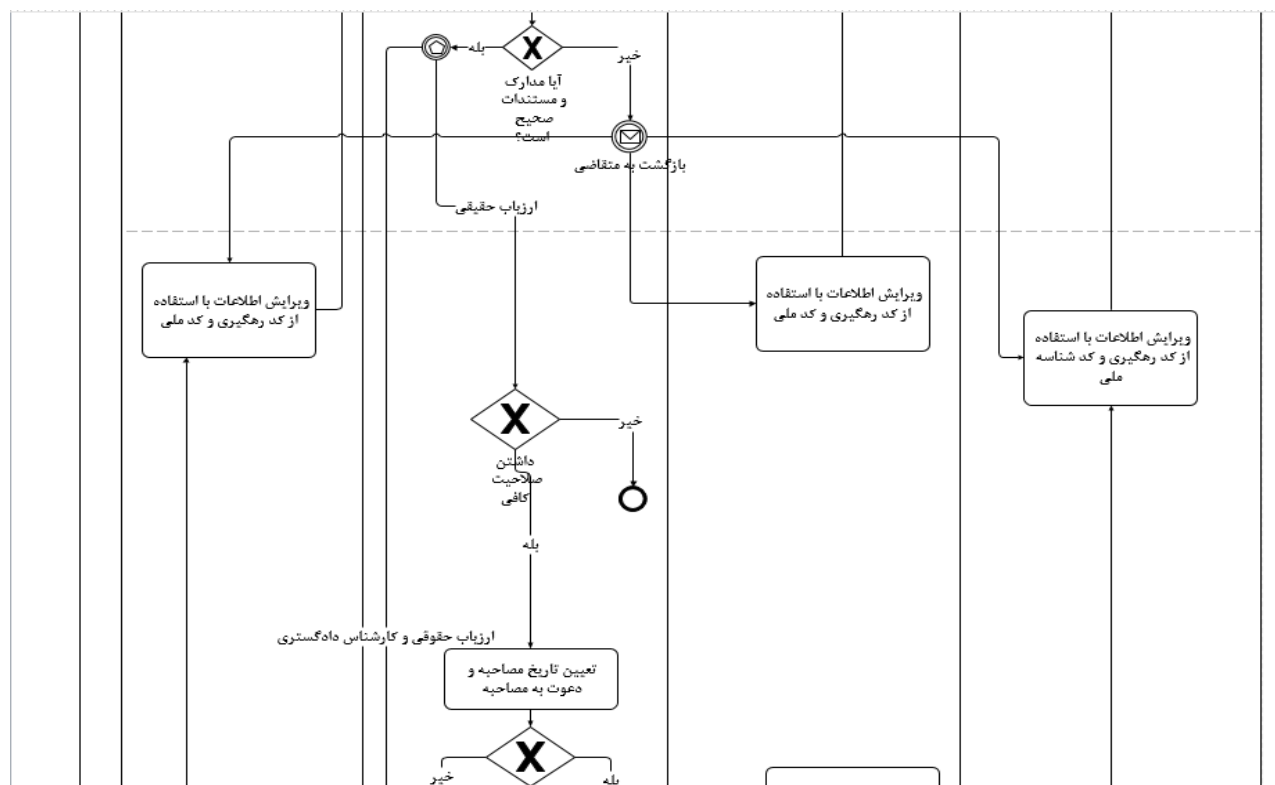 بله
خیر
آیا مدارک
و مستندات
صحیح
است؟
بازگشت به متقاضی
ارزباب حقیقی
ویرایش اطلاعات با استفاده
از کد رهگیری و کد ملی
ویرایش اطلاعات با استفاده
از کد رهگیری و کد ملی
ویرایش اطلاعات با استفاده
از کد رهگیری و کد شناسه
ملی
خیر
داشتن
صلاحیت
کافی
بله
ارزباب حقوقی و کارشناس دادگستری
تعیین تاریخ مصاحبه و
دعوت به مصاحبه
خیر
بله